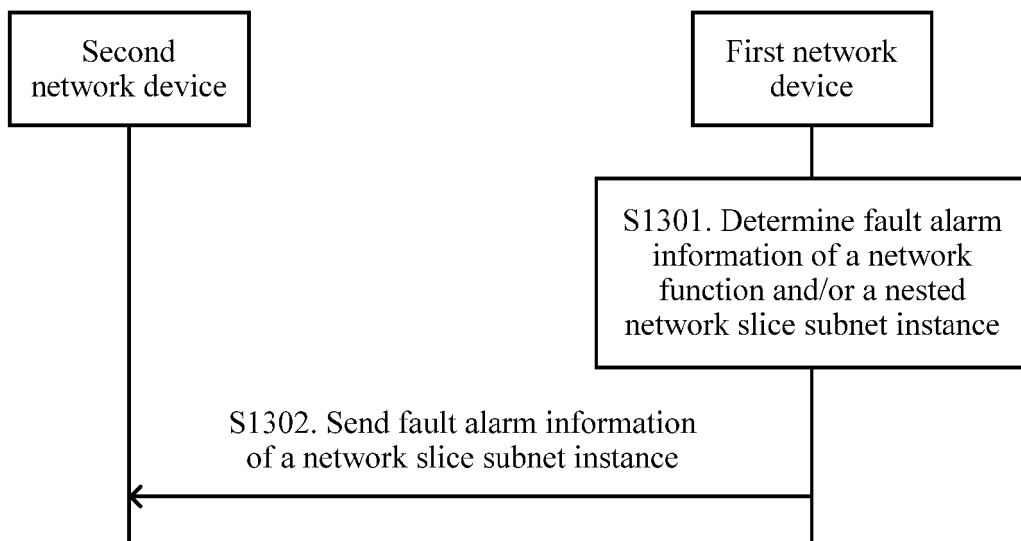 Second
network device
First network
device
S1301. Determine fault alarm
information of a network
function and/or a nested
network slice subnet instance
S1302. Send fault alarm information
of a network slice subnet instance